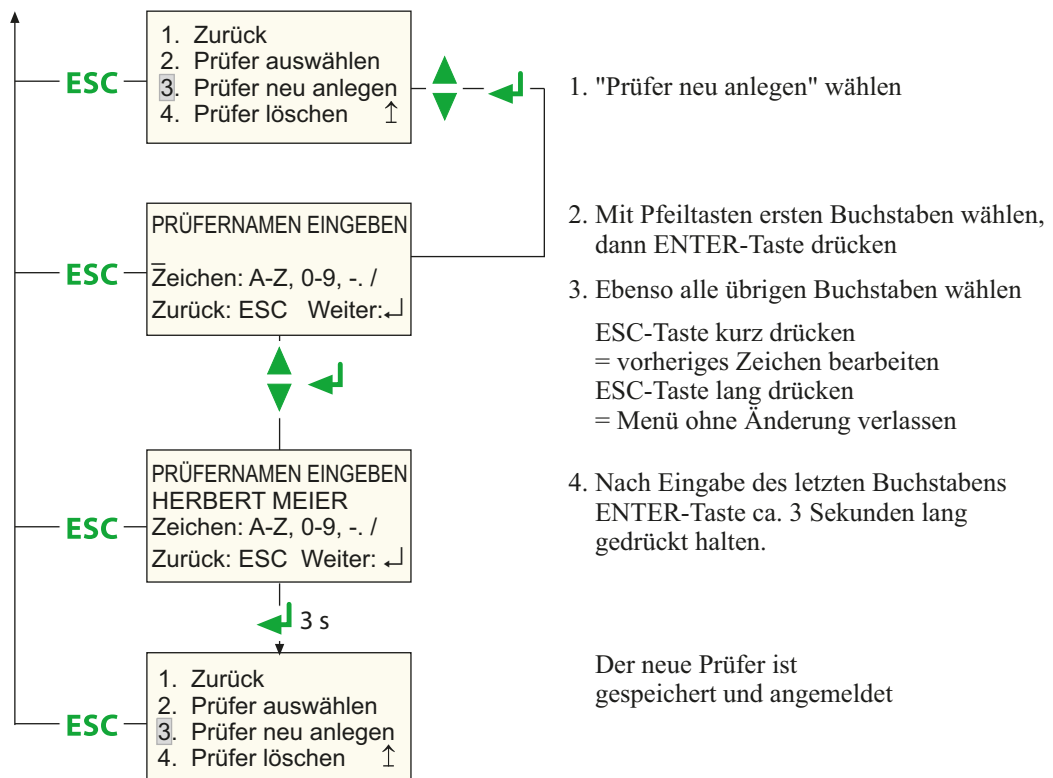 1. Zurück
2. Prüfer auswählen
3. Prüfer neu anlegen
4. Prüfer löschen ↥
ESC
1. "Prüfer neu anlegen" wählen
PRÜFERNAMEN EINGEBEN
_
Zeichen: A-Z, 0-9, -. /
Zurück: ESC Weiter:↵
ESC
2. Mit Pfeiltasten ersten Buchstaben wählen,
dann ENTER-Taste drücken
3. Ebenso alle übrigen Buchstaben wählen
ESC-Taste kurz drücken
= vorheriges Zeichen bearbeiten
ESC-Taste lang drücken
= Menü ohne Änderung verlassen
PRÜFERNAMEN EINGEBEN
HERBERT MEIER
Zeichen: A-Z, 0-9, -. /
Zurück: ESC Weiter: ↵
ESC
4. Nach Eingabe des letzten Buchstabens
ENTER-Taste ca. 3 Sekunden lang
gedrückt halten.
3 s
1. Zurück
2. Prüfer auswählen
3. Prüfer neu anlegen
4. Prüfer löschen ↥
ESC
Der neue Prüfer ist
gespeichert und angemeldet